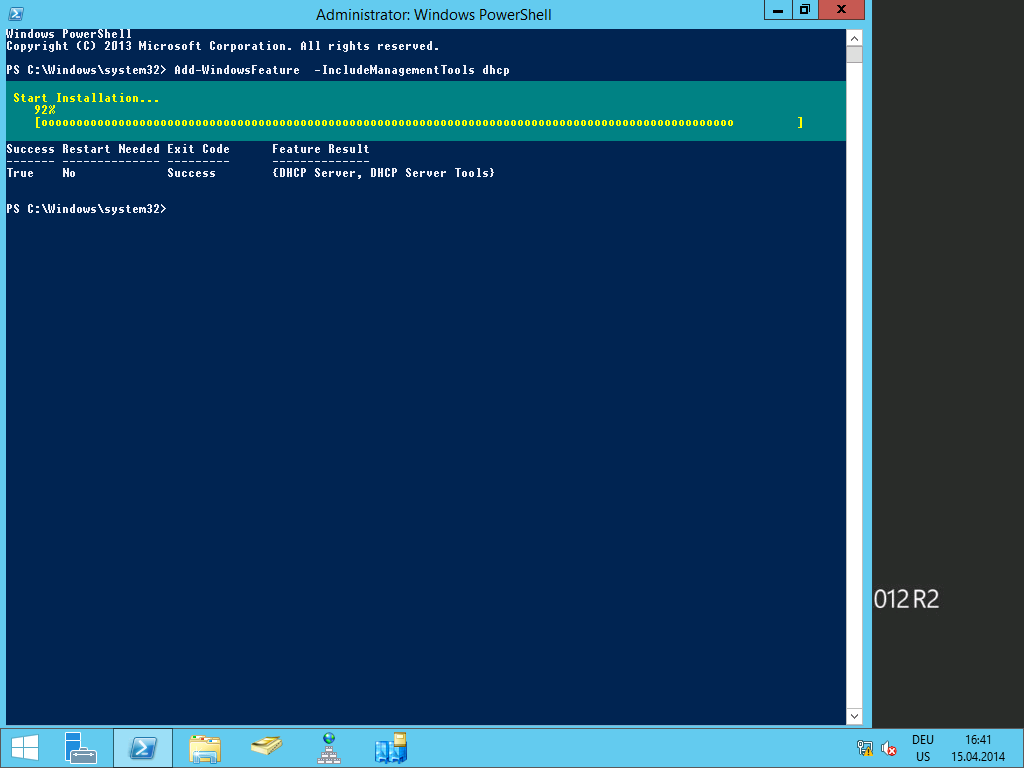 Administrator: Windows PowerShell
Windows PowerShell
Copyright (C) 2013 Microsoft Corporation. All rights reserved.
PS C:\Windows\system32> Add-WindowsFeature  -IncludeManagementTools dhcp
Start Installation...
92%
[ooooooooooooooooooooooooooooooooooooooooooooooooooooooooooooooooooooooooooooooooooooooooooooooooooo         ]
Success Restart Needed Exit Code      Feature Result
------- -------------- ---------      --------------
True    No             Success        {DHCP Server, DHCP Server Tools}
PS C:\Windows\system32>
012 R2
DEU
US
16:41
15.04.2014